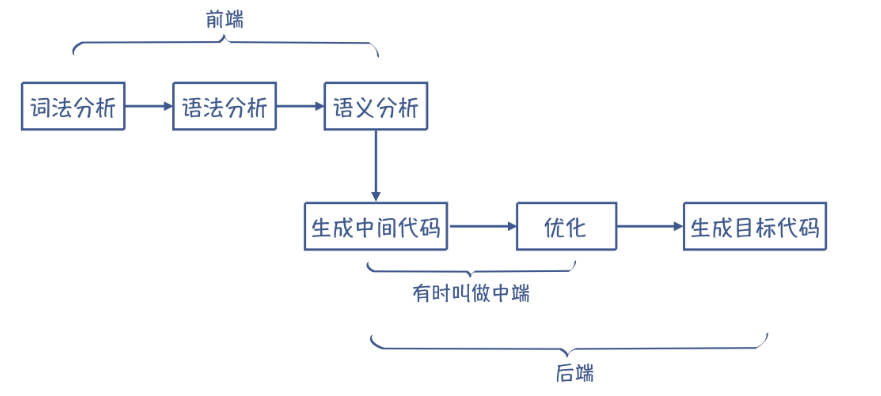 前端
词法分析
语法分析
语义分析
生成中间代码
优化
生成目标代码
有时叫做中端
后端